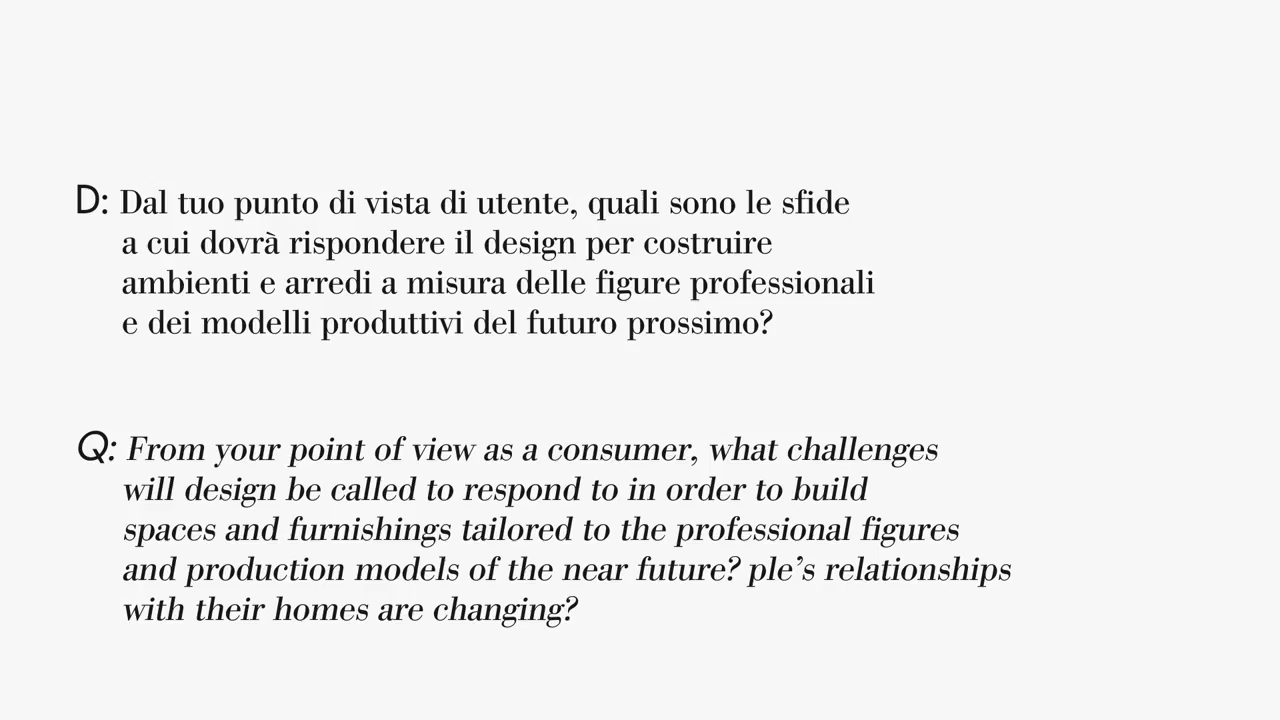 D: Dal tuo punto di vista di utente, quali sono le sfide
a cui dovrà rispondere il design per costruire
ambienti e arredi a misura delle figure professionali
e dei modelli produttivi del futuro prossimo?
Q: From your point of view as a consumer, what challenges
will design be called to respond to in order to build
spaces and furnishings tailored to the professional figures
and production models of the near future? ple’s relationships
with their homes are changing?